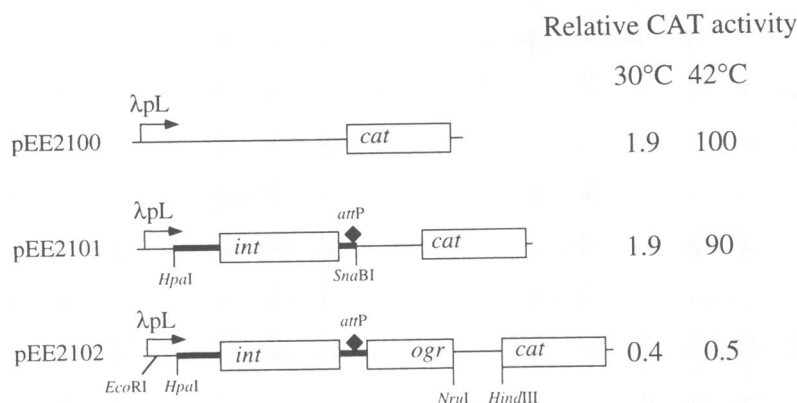 Relative CAT activity
30°C 42°C
λpL
pEE2100 cat 1.9 100
λpL attP
pEE2101 int cat 1.9 90
HpaI SnaBI
λpL attP
pEE2102 int ogr cat 0.4 0.5
EcoRI HpaI NruI HindIII